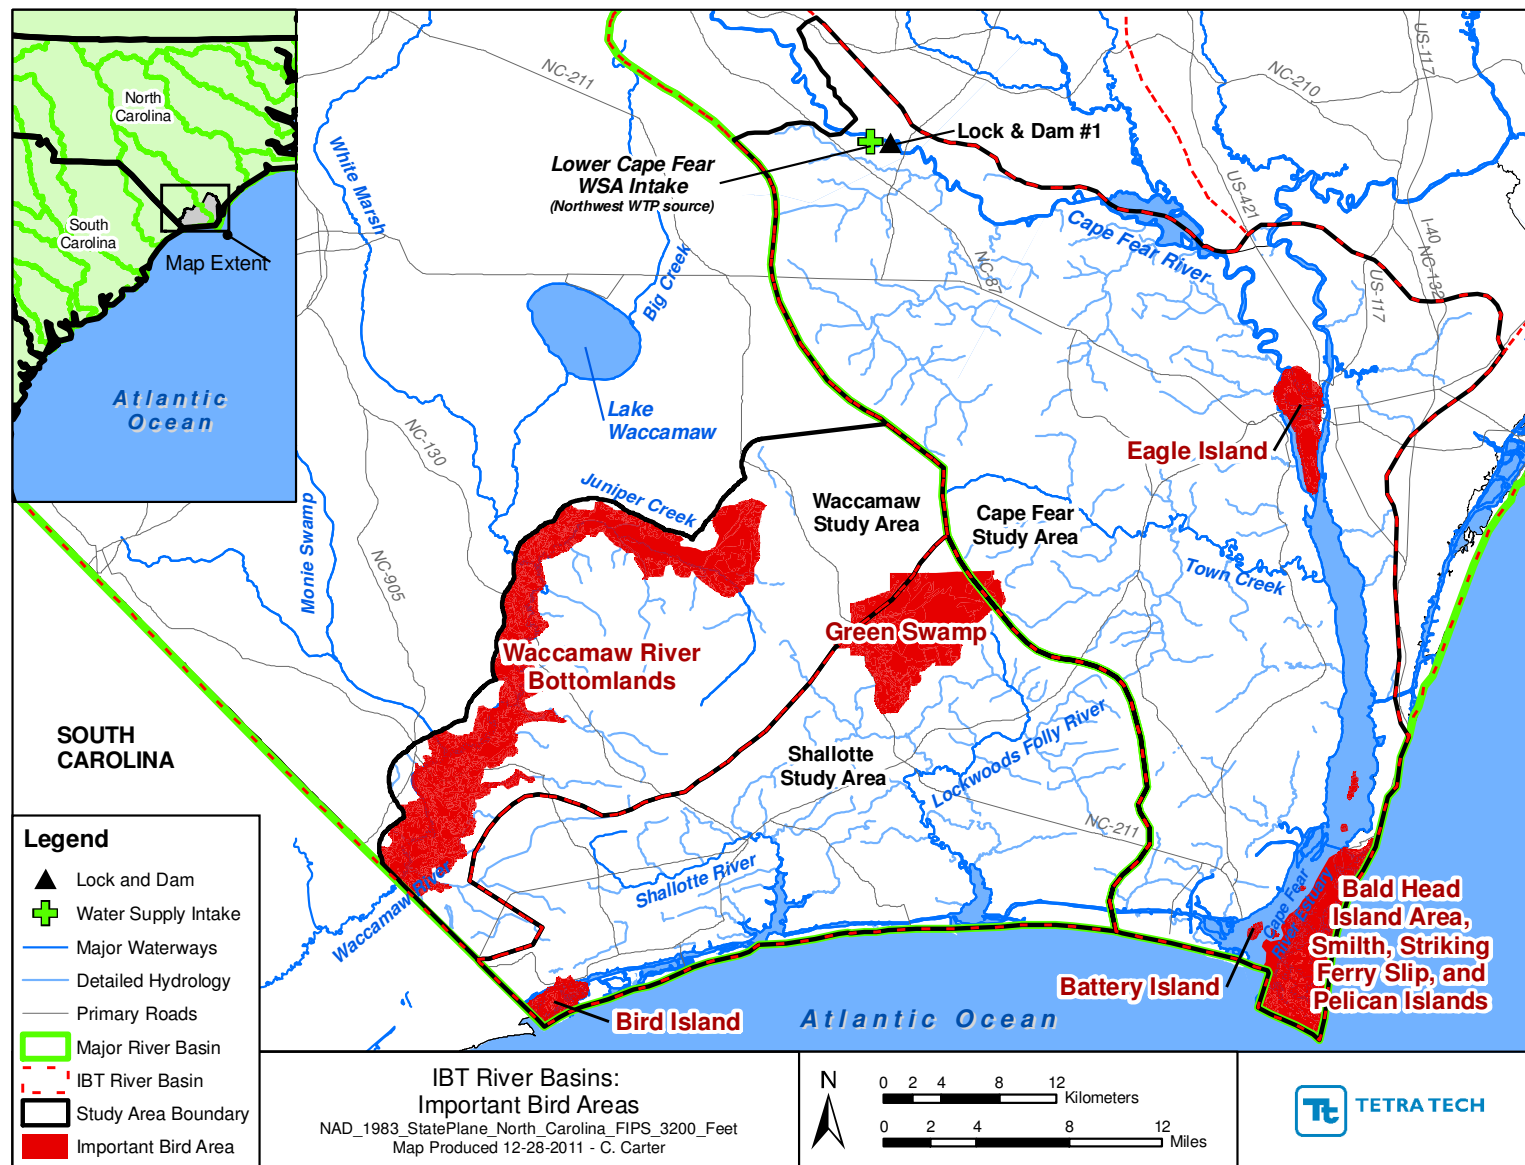 North
Carolina
South
Carolina
Map Extent
Atlantic
Ocean
NC-211
White Marsh
Lower Cape Fear
WSA Intake
(Northwest WTP source)
Lock & Dam #1
US-117
NC-210
US-421
I-40
NC-132
US-117
Cape Fear River
NC-87
Big Creek
Lake
Waccamaw
NC-130
Juniper Creek
Monie Swamp
NC-905
Eagle Island
Waccamaw
Study Area
Cape Fear
Study Area
Town Creek
Green Swamp
Waccamaw River
Bottomlands
SOUTH
CAROLINA
Shallotte
Study Area
Lockwoods Folly River
NC-211
Shallotte River
Waccamaw River
Cape Fear
River Estuary
Bald Head
Island Area,
Smilth, Striking
Ferry Slip, and
Pelican Islands
Battery Island
Bird Island
Atlantic Ocean
Legend
Lock and Dam
Water Supply Intake
Major Waterways
Detailed Hydrology
Primary Roads
Major River Basin
IBT River Basin
Study Area Boundary
Important Bird Area
IBT River Basins:
Important Bird Areas
NAD_1983_StatePlane_North_Carolina_FIPS_3200_Feet
Map Produced 12-28-2011 - C. Carter
N
0 2 4 8 12
Kilometers
0 2 4 8 12
Miles
Tt TETRA TECH